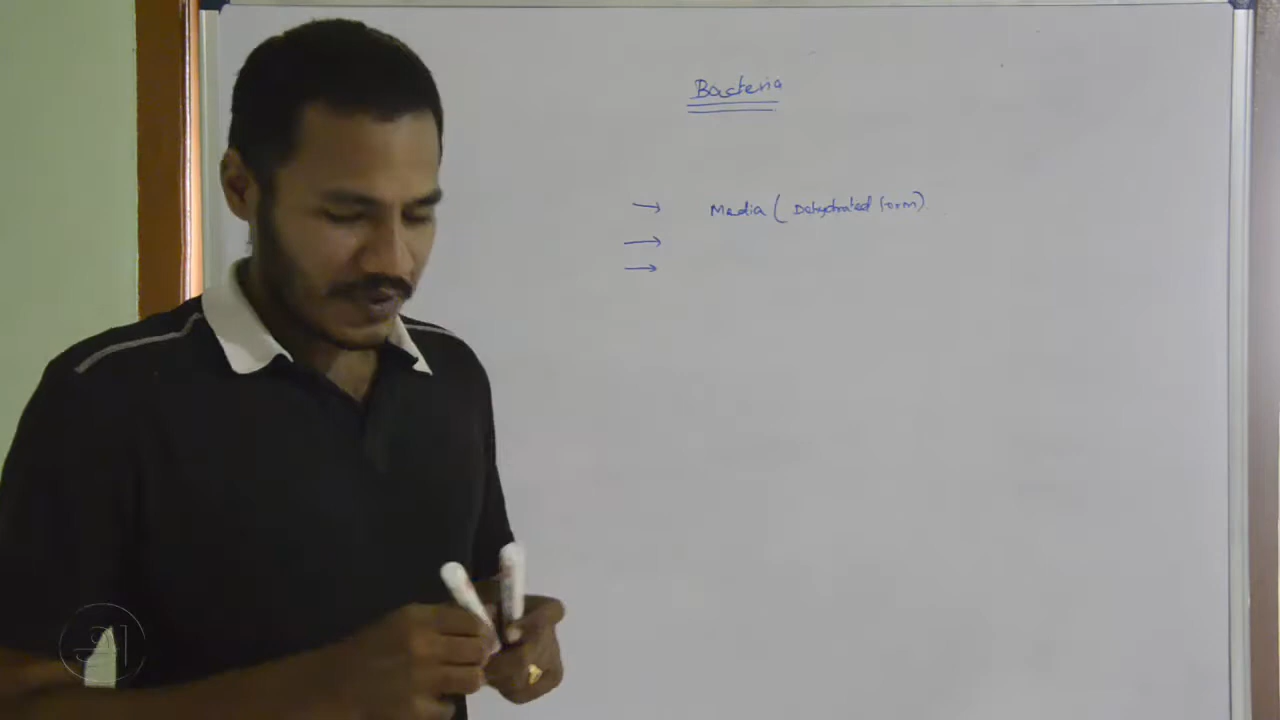 Bacteria
→ Media ( Dehydrated form)
→
→
அ